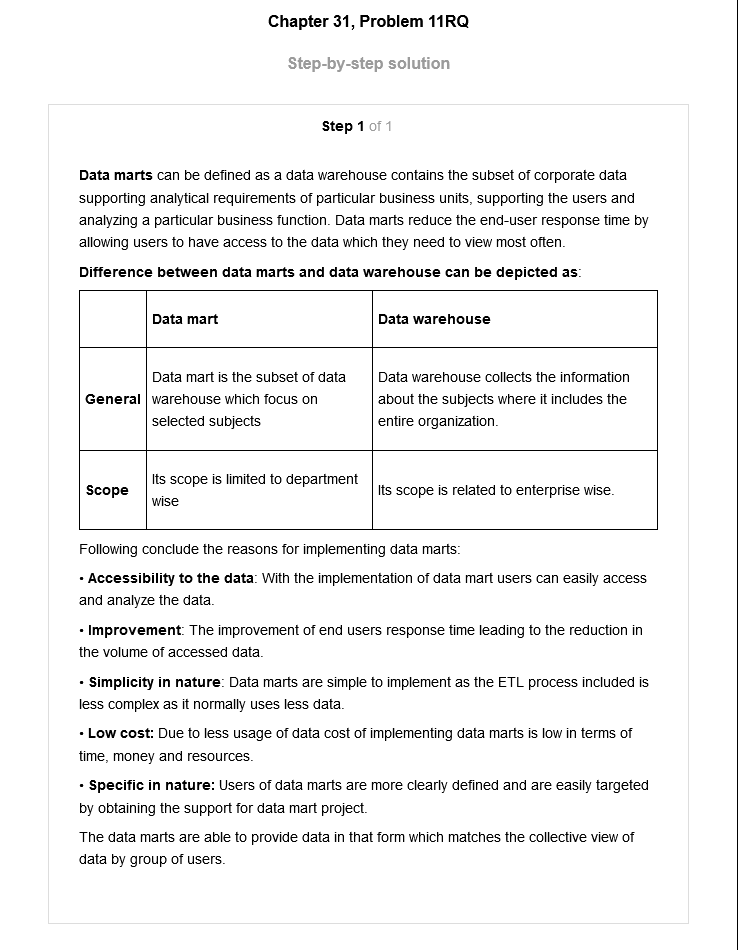 Chapter 31, Problem 11RQ
Step-by-step solution
Step 1 of 1
Data marts can be defined as a data warehouse contains the subset of corporate data
supporting analytical requirements of particular business units, supporting the users and
analyzing a particular business function. Data marts reduce the end-user response time by
allowing users to have access to the data which they need to view most often.
Difference between data marts and data warehouse can be depicted as:
Data mart
Data warehouse
General
Data mart is the subset of data
warehouse which focus on
selected subjects
Data warehouse collects the information
about the subjects where it includes the
entire organization.
Scope
Its scope is limited to department
wise
Its scope is related to enterprise wise.
Following conclude the reasons for implementing data marts:
• Accessibility to the data: With the implementation of data mart users can easily access
and analyze the data.
• Improvement: The improvement of end users response time leading to the reduction in
the volume of accessed data.
• Simplicity in nature: Data marts are simple to implement as the ETL process included is
less complex as it normally uses less data.
• Low cost: Due to less usage of data cost of implementing data marts is low in terms of
time, money and resources.
• Specific in nature: Users of data marts are more clearly defined and are easily targeted
by obtaining the support for data mart project.
The data marts are able to provide data in that form which matches the collective view of
data by group of users.